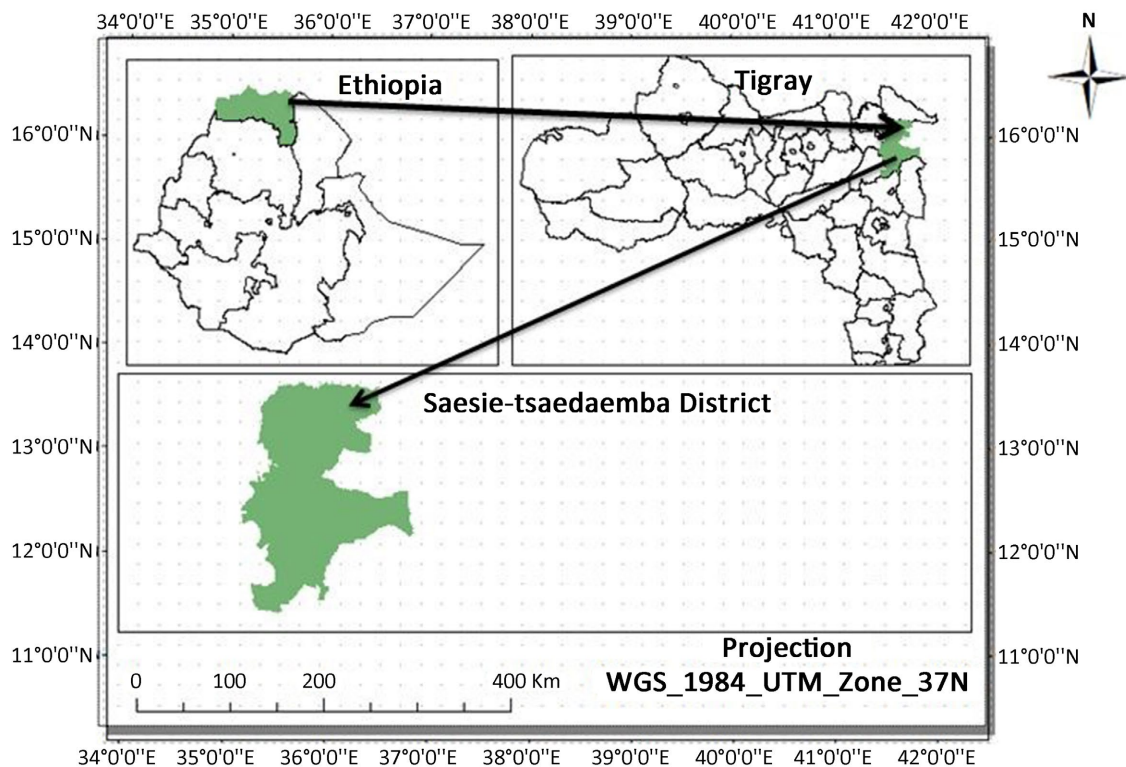 34°0'0"E 35°0'0"E 36°0'0"E 37°0'0"E 38°0'0"E 39°0'0"E 40°0'0"E 41°0'0"E 42°0'0"E
N
Ethiopia
Tigray
16°0'0"N 16°0'0"N
15°0'0"N 15°0'0"N
14°0'0"N 14°0'0"N
Saesie-tsaedaemba District
13°0'0"N 13°0'0"N
12°0'0"N 12°0'0"N
11°0'0"N 11°0'0"N
Projection
WGS_1984_UTM_Zone_37N
0 100 200 400 Km
34°0'0"E 35°0'0"E 36°0'0"E 37°0'0"E 38°0'0"E 39°0'0"E 40°0'0"E 41°0'0"E 42°0'0"E